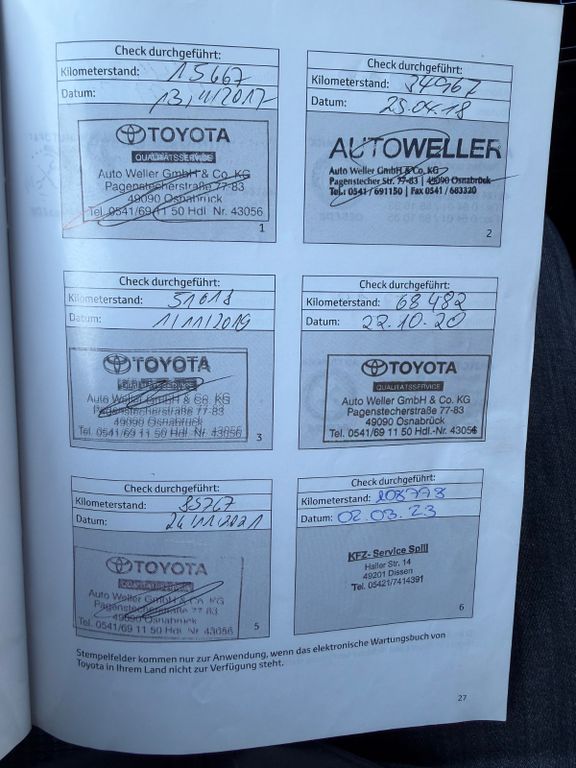 Check durchgeführt:
Kilometerstand: 15667
Datum: 13/11/2017
TOYOTA
QUALITÄTSSERVICE
Auto Weller GmbH & Co. KG
Pagenstecherstraße 77-83
49090 Osnabrück
Tel. 0541/69 11 50 Hdl. Nr. 43056
1
Check durchgeführt:
Kilometerstand: 34967
Datum: 25.04.18
AUTOWELLER
Auto Weller GmbH & Co. KG
Pagenstecher Str. 77-83 | 49090 Osnabrück
Tel.: 0541 / 691150 | Fax 0541 / 683320
2
Check durchgeführt:
Kilometerstand: 51618
Datum: 1/11/2019
TOYOTA
Auto Weller GmbH & Co. KG
Pagenstecherstraße 77-83
49090 Osnabrück
Tel. 0541/69 11 50 Hdl.-Nr. 43056
3
Check durchgeführt:
Kilometerstand: 68482
Datum: 22.10.20
TOYOTA
QUALITÄTSSERVICE
Auto Weller GmbH & Co. KG
Pagenstecherstraße 77-83
49090 Osnabrück
Tel. 0541/69 11 50 Hdl.-Nr. 43056
4
Check durchgeführt:
Kilometerstand: 85767
Datum: 24/11/2021
TOYOTA
Auto Weller GmbH & Co. KG
Pagenstecherstraße 77-83
49090 Osnabrück
Tel. 0541/69 11 50 Hdl. Nr. 43056
5
Check durchgeführt:
Kilometerstand: 108778
Datum: 02.03.23
KFZ- Service Spill
Haller Str. 14
49201 Dissen
Tel. 05421/7414391
6
Stempelfelder kommen nur zur Anwendung, wenn das elektronische Wartungsbuch von
Toyota in Ihrem Land nicht zur Verfügung steht.
27